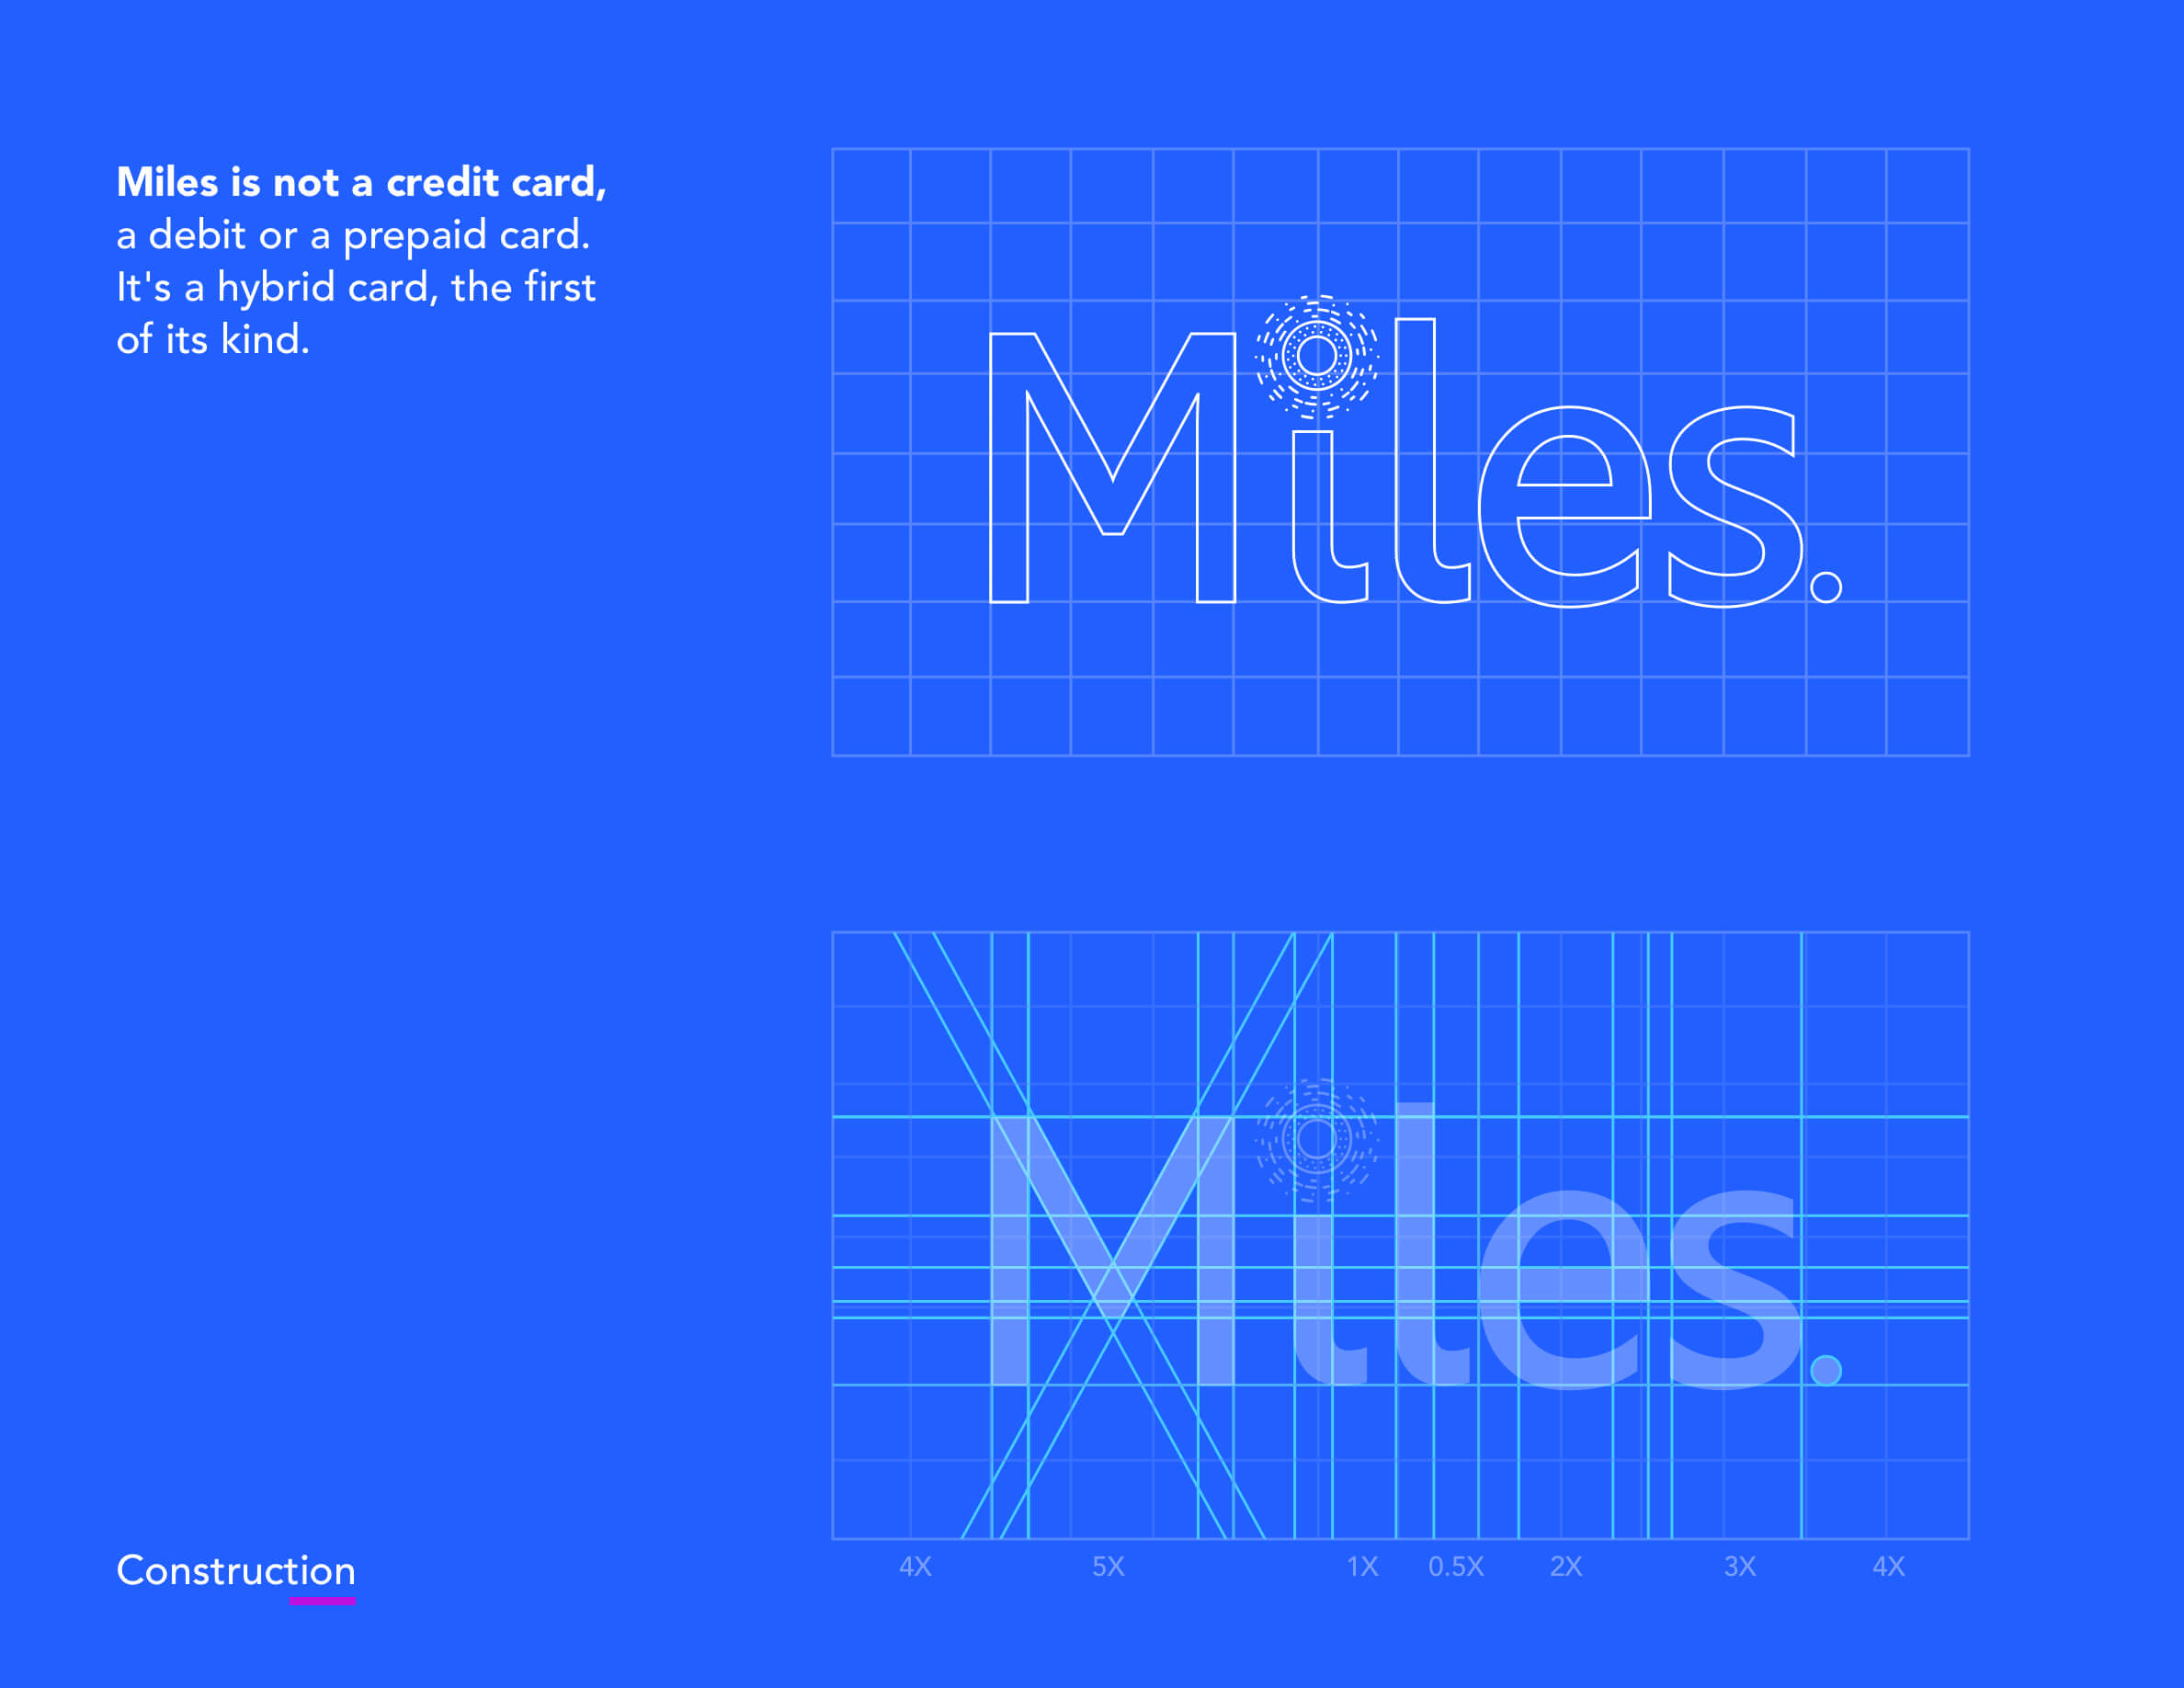 Miles is not a credit card,
a debit or a prepaid card.
It's a hybrid card, the first
of its kind.
Miles.
Miles.
4X 5X 1X 0.5X 2X 3X 4X
Construction